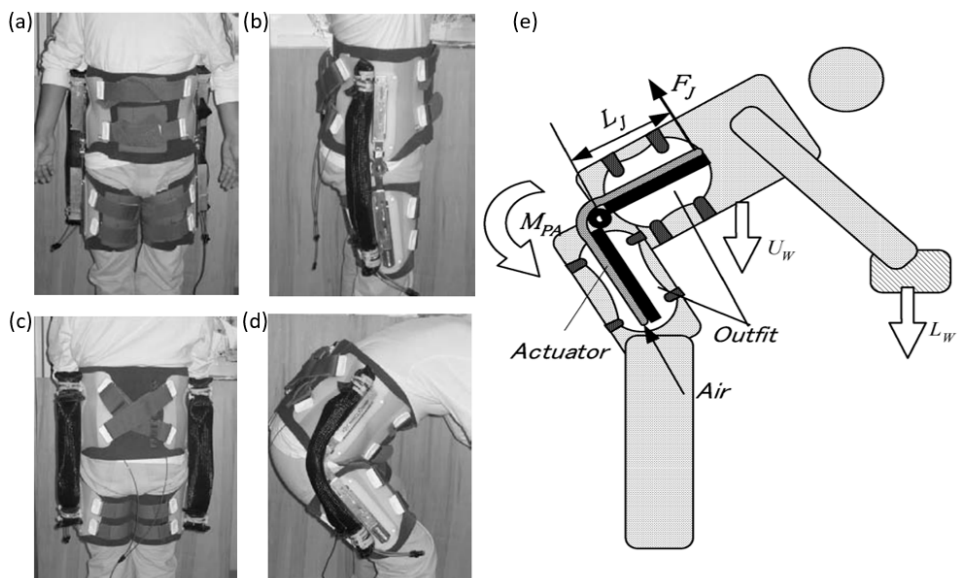 (a)
(b)
(e)
F_J
L_J
M_PA
U_W
(c)
(d)
L_W
Actuator
Outfit
Air